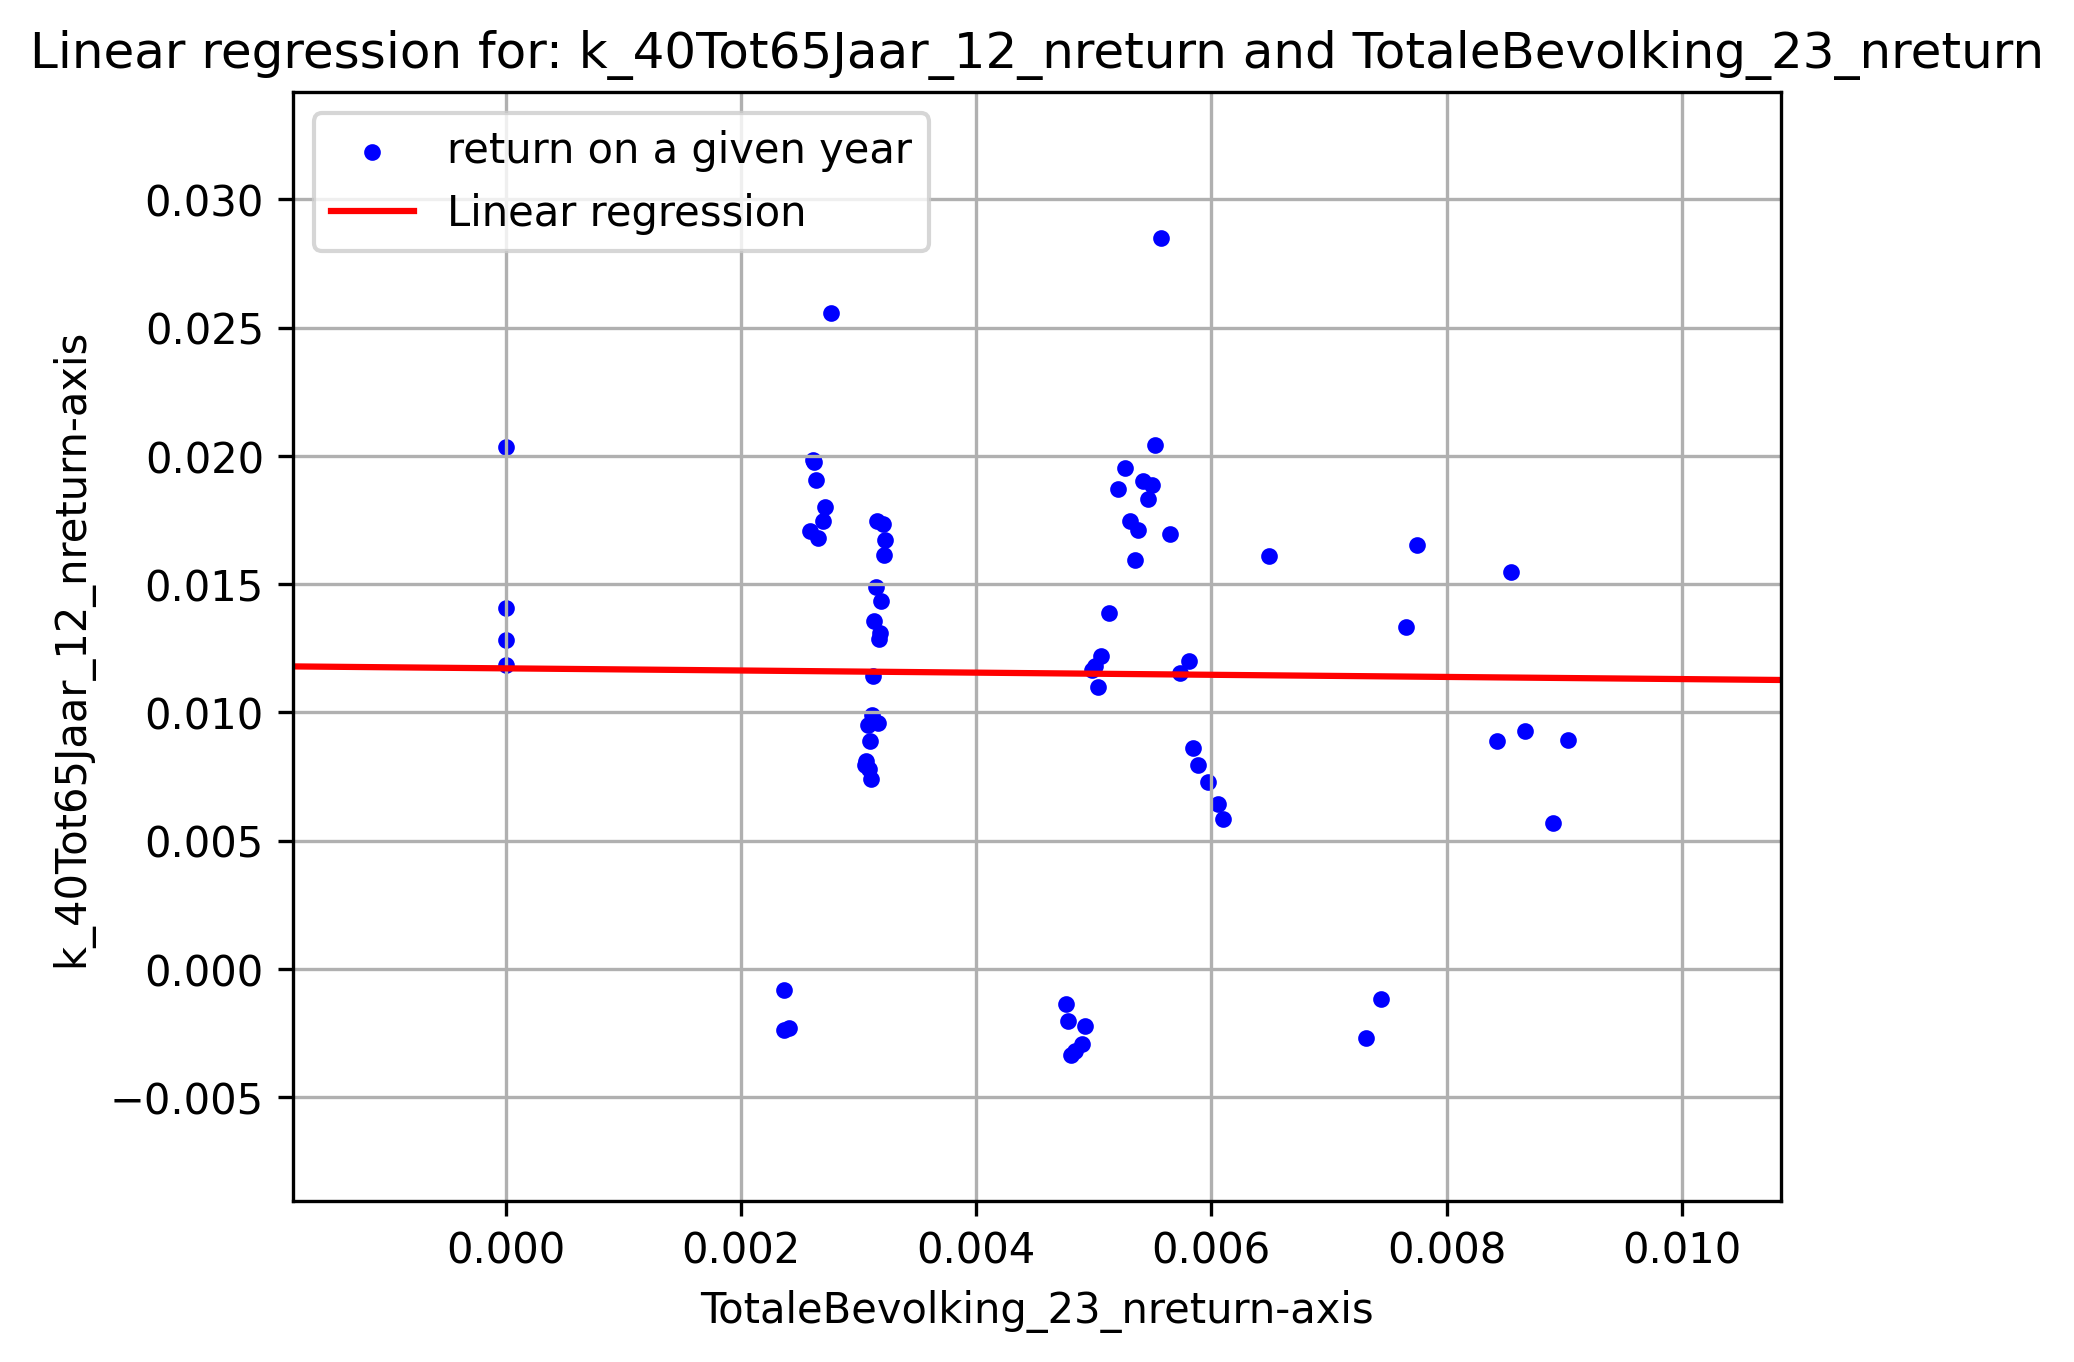 Linear regression for: k_40Tot65Jaar_12_nreturn and TotaleBevolking_23_nreturn
return on a given year
Linear regression
0.030
0.025
0.020
0.015
0.010
0.005
0.000
−0.005
k_40Tot65Jaar_12_nreturn-axis
0.000 0.002 0.004 0.006 0.008 0.010
TotaleBevolking_23_nreturn-axis